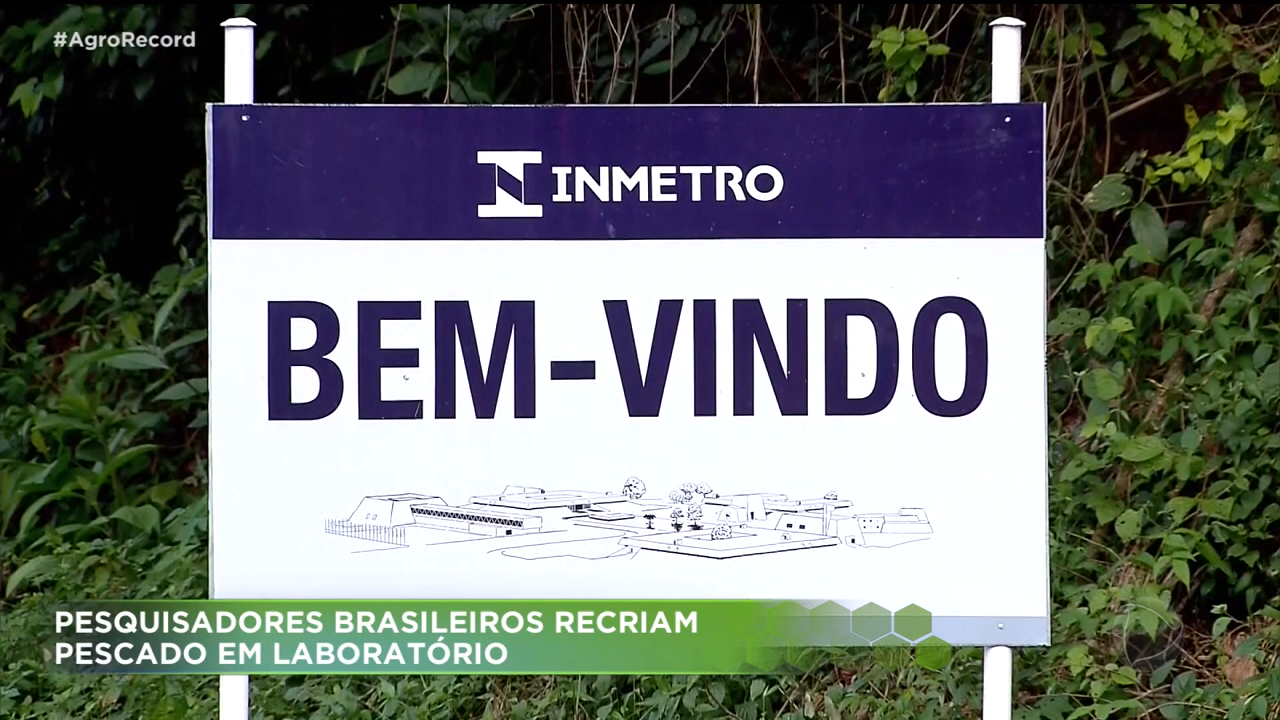 #AgroRecord
INMETRO
BEM-VINDO
PESQUISADORES BRASILEIROS RECRIAM
PESCADO EM LABORATÓRIO